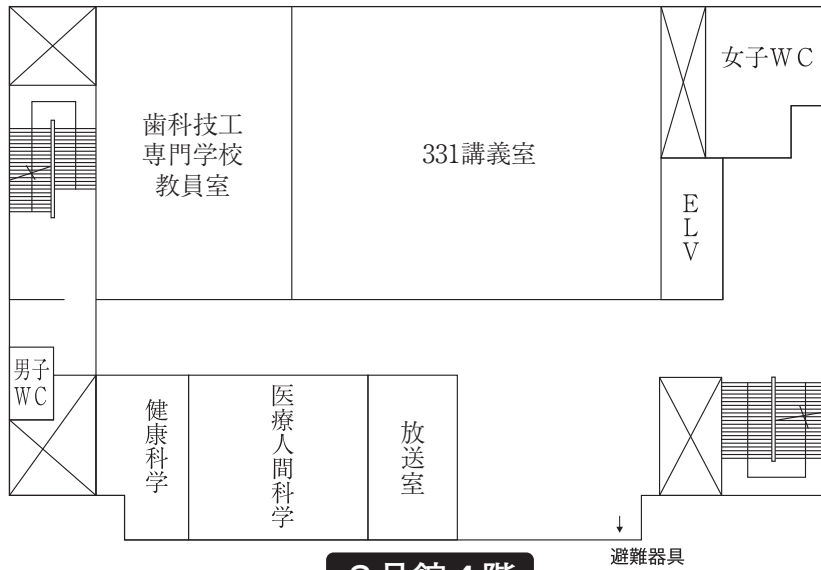 女子WC
歯科技工
専門学校
教員室
331講義室
ELV
男子
WC
健康科学
医療人間科学
放送室
避難器具